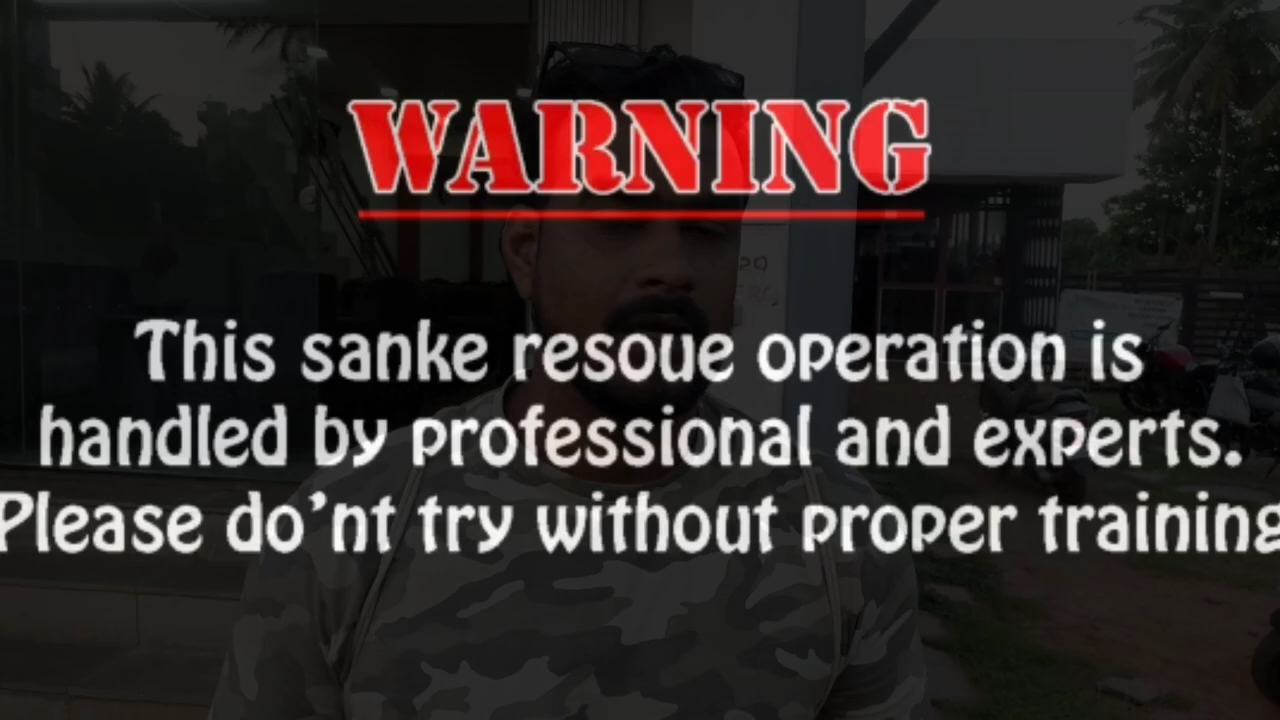 WARNING
This sanke resoue operation is
handled by professional and experts.
Please do'nt try without proper training